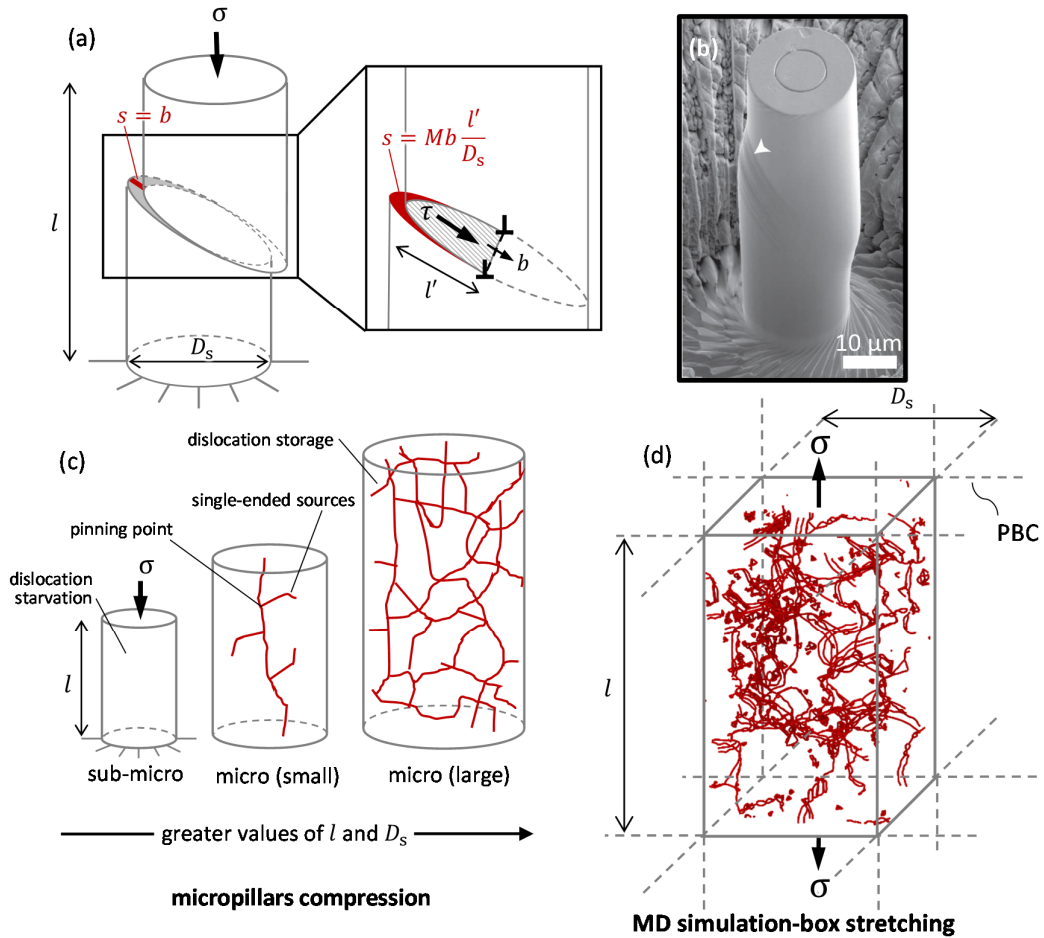 (a)
σ
s = b
l
D_s
s = Mb l′/D_s
τ
b
l′
(b)
10 μm
(c)
dislocation storage
single-ended sources
pinning point
dislocation
starvation
σ
l
sub-micro
micro (small)
micro (large)
greater values of l and D_s
micropillars compression
D_s
(d)
σ
PBC
l
σ
MD simulation-box stretching